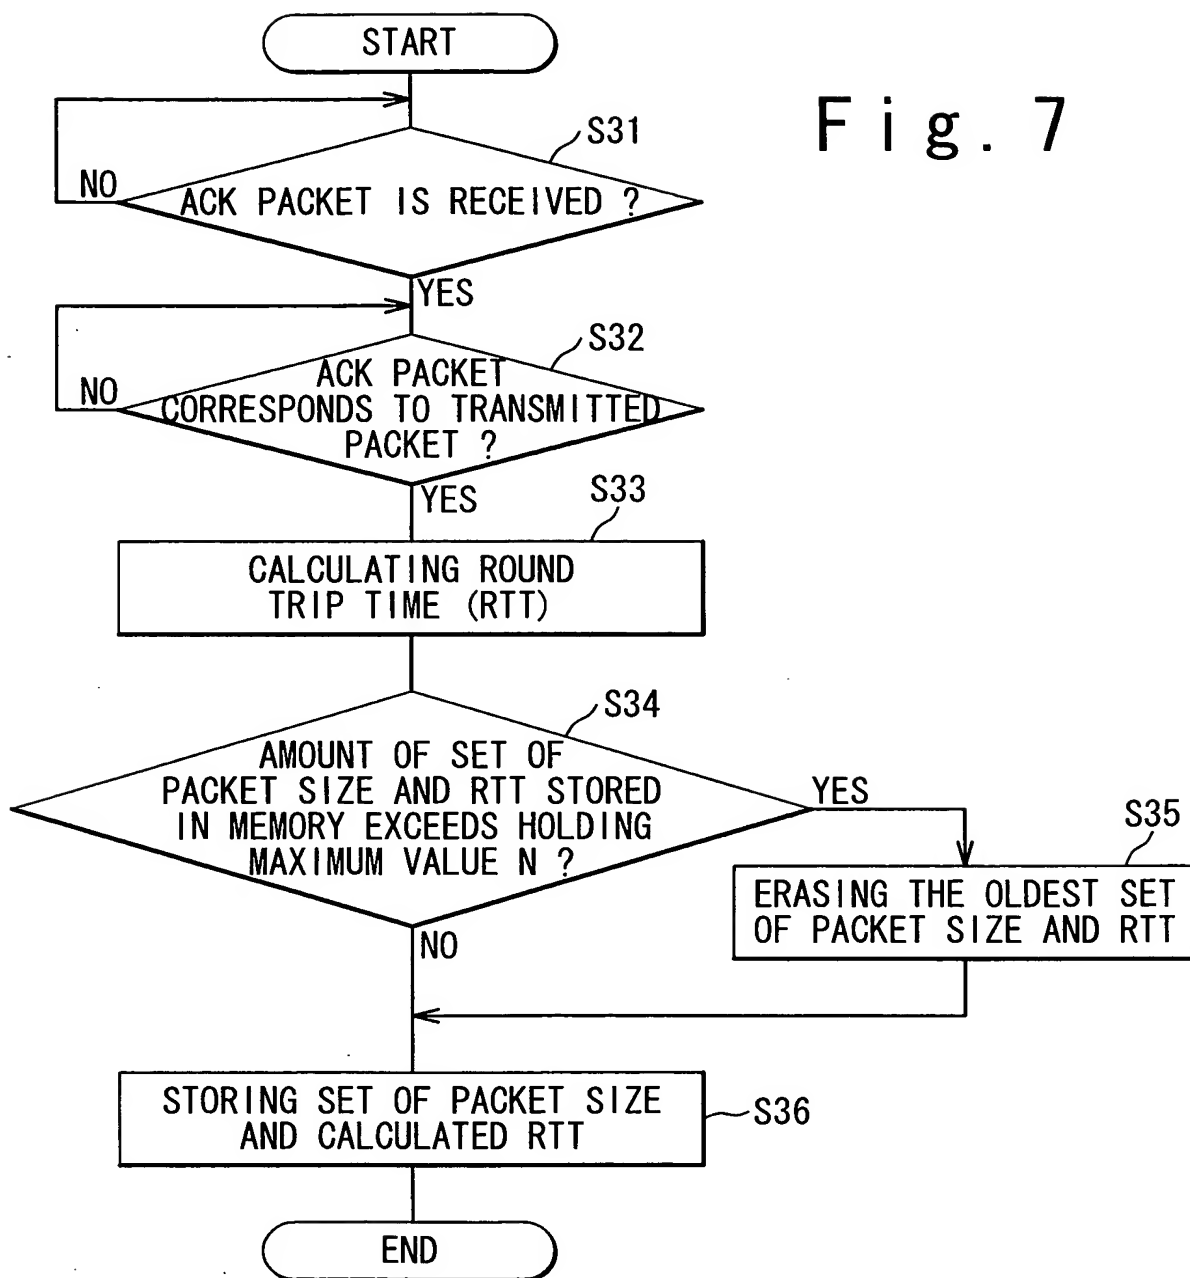 START
Fig. 7
S31
NO
ACK PACKET IS RECEIVED ?
YES
S32
NO
ACK PACKET
CORRESPONDS TO TRANSMITTED
PACKET ?
YES
S33
CALCULATING ROUND
TRIP TIME (RTT)
S34
AMOUNT OF SET OF
PACKET SIZE AND RTT STORED
IN MEMORY EXCEEDS HOLDING
MAXIMUM VALUE N ?
YES
S35
ERASING THE OLDEST SET
OF PACKET SIZE AND RTT
NO
STORING SET OF PACKET SIZE
AND CALCULATED RTT
S36
END